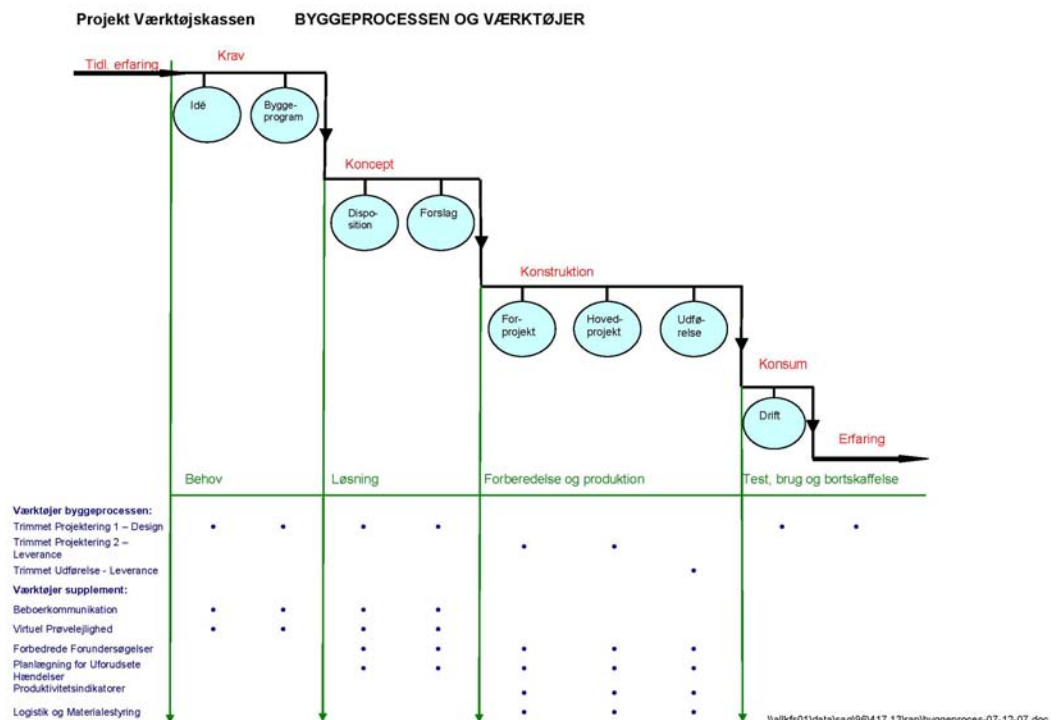 Projekt Værktøjskassen BYGGEPROCESSEN OG VÆRKTØJER
Krav
Tidl. erfaring
Idé
Bygge-
program
Koncept
Dispo-
sition
Forslag
Konstruktion
For-
projekt
Hoved-
projekt
Udfø-
relse
Konsum
Drift
Erfaring
Behov Løsning Forberedelse og produktion Test, brug og bortskaffelse
Værktøjer byggeprocessen:
Trimmet Projektering 1 – Design
Trimmet Projektering 2 –
Leverance
Trimmet Udførelse - Leverance
Værktøjer supplement:
Beboerkommunikation
Virtuel Prøvelejlighed
Forbedrede Forundersøgelser
Planlægning for Uforudsete
Hændelser
Produktivitetsindikatorer
Logistik og Materialestyring